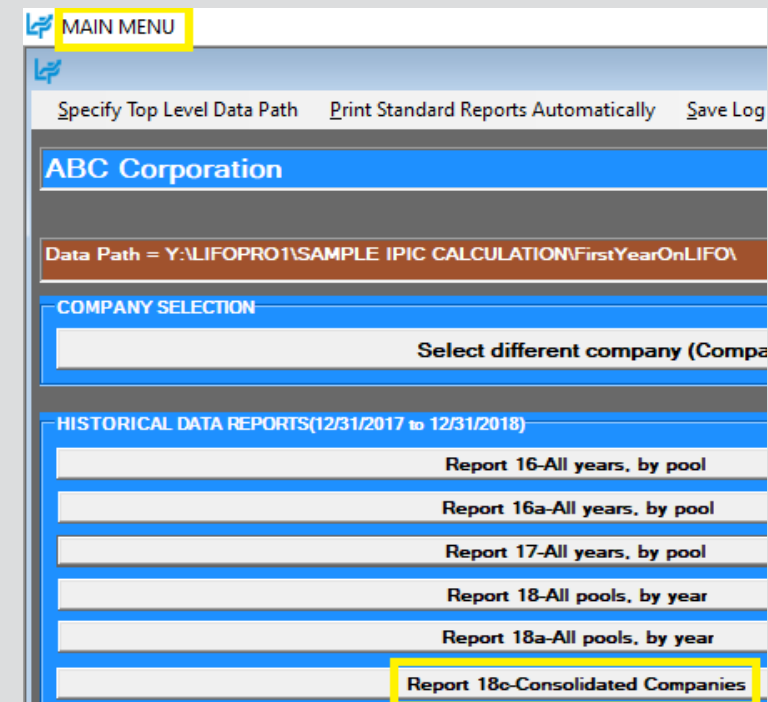 MAIN MENU
Specify Top Level Data Path Print Standard Reports Automatically Save Log
ABC Corporation
Data Path = Y:\LIFOPRO1\SAMPLE IPIC CALCULATION\FirstYearOnLIFO\
COMPANY SELECTION
Select different company (Compa
HISTORICAL DATA REPORTS(12/31/2017 to 12/31/2018)
Report 16-All years, by pool
Report 16a-All years, by pool
Report 17-All years, by pool
Report 18-All pools, by year
Report 18a-All pools, by year
Report 18c-Consolidated Companies